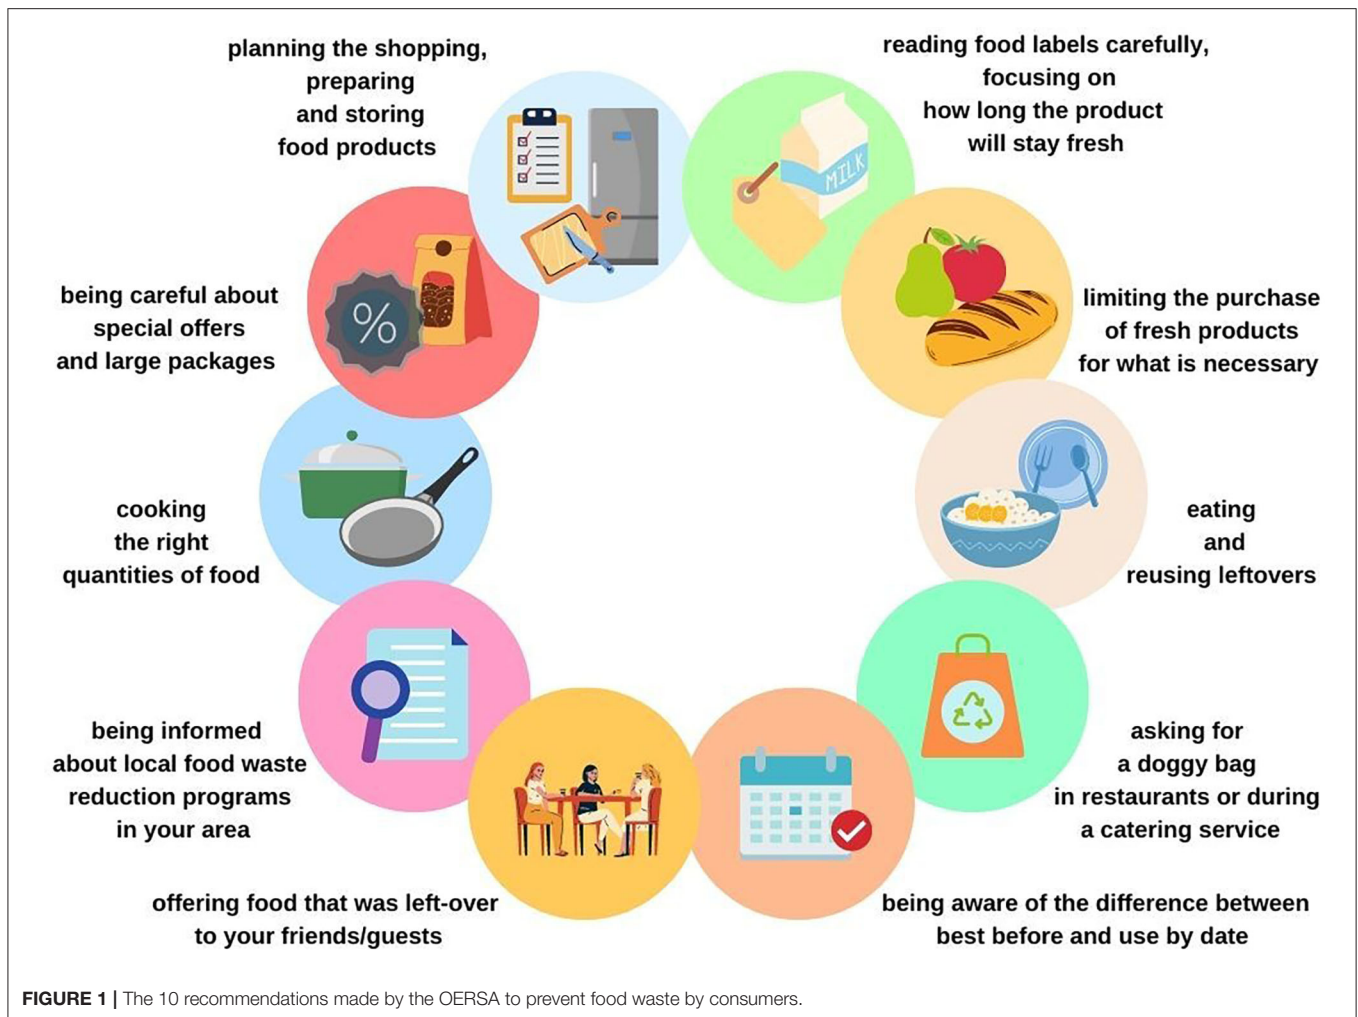 planning the shopping,
preparing
and storing
food products
reading food labels carefully,
focusing on
how long the product
will stay fresh
MILK
being careful about
special offers
and large packages
%
limiting the purchase
of fresh products
for what is necessary
cooking
the right
quantities of food
eating
and
reusing leftovers
being informed
about local food waste
reduction programs
in your area
asking for
a doggy bag
in restaurants or during
a catering service
offering food that was left-over
to your friends/guests
being aware of the difference between
best before and use by date
FIGURE 1 | The 10 recommendations made by the OERSA to prevent food waste by consumers.